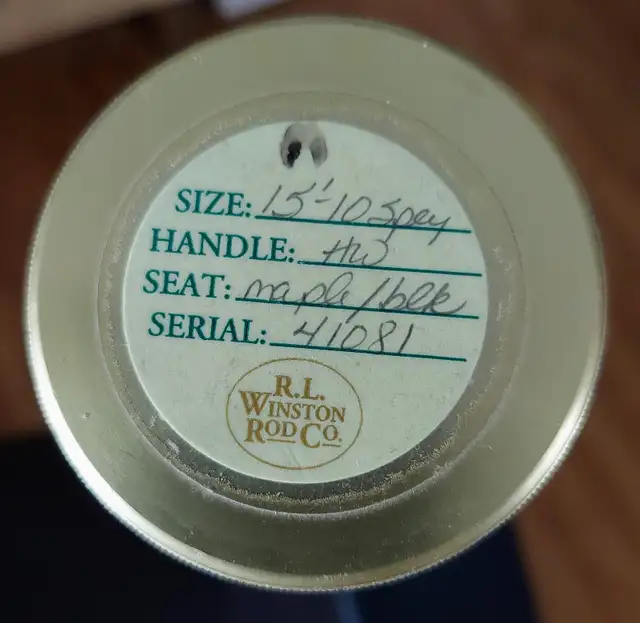 SIZE: 15'-10 Spey
HANDLE: HW
SEAT: maple/blk
SERIAL: 41081
R.L.
WINSTON
ROD CO.